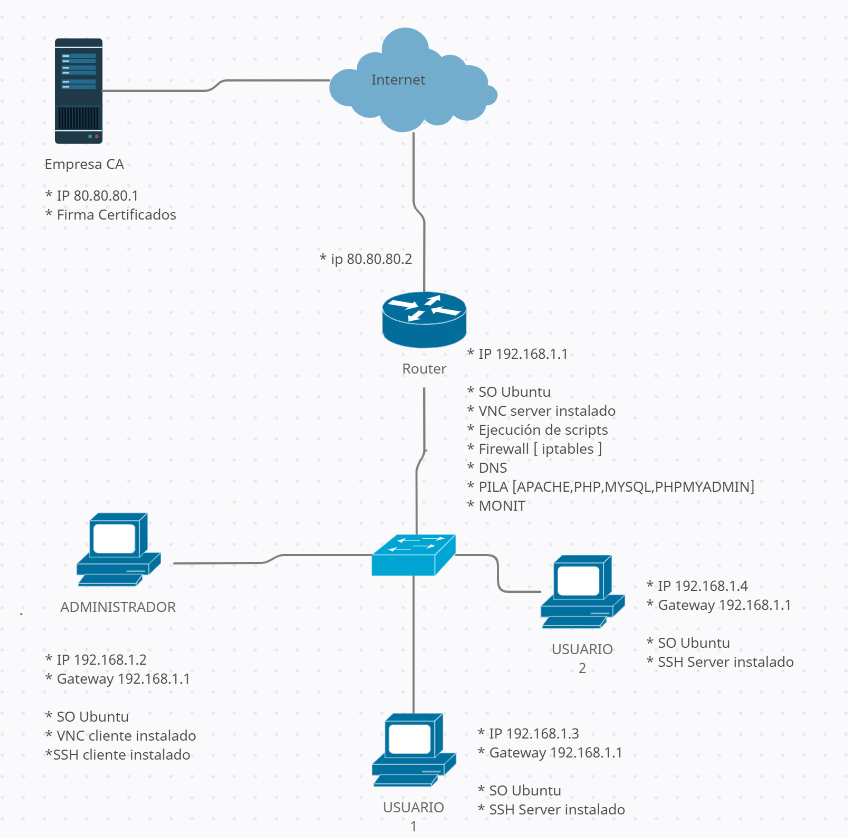 Internet
Empresa CA
* IP 80.80.80.1
* Firma Certificados
* ip 80.80.80.2
Router
* IP 192.168.1.1
* SO Ubuntu
* VNC server instalado
* Ejecución de scripts
* Firewall [ iptables ]
* DNS
* PILA [APACHE,PHP,MYSQL,PHPMYADMIN]
* MONIT
ADMINISTRADOR
* IP 192.168.1.2
* Gateway 192.168.1.1
* SO Ubuntu
* VNC cliente instalado
*SSH cliente instalado
USUARIO
2
* IP 192.168.1.4
* Gateway 192.168.1.1
* SO Ubuntu
* SSH Server instalado
USUARIO
1
* IP 192.168.1.3
* Gateway 192.168.1.1
* SO Ubuntu
* SSH Server instalado